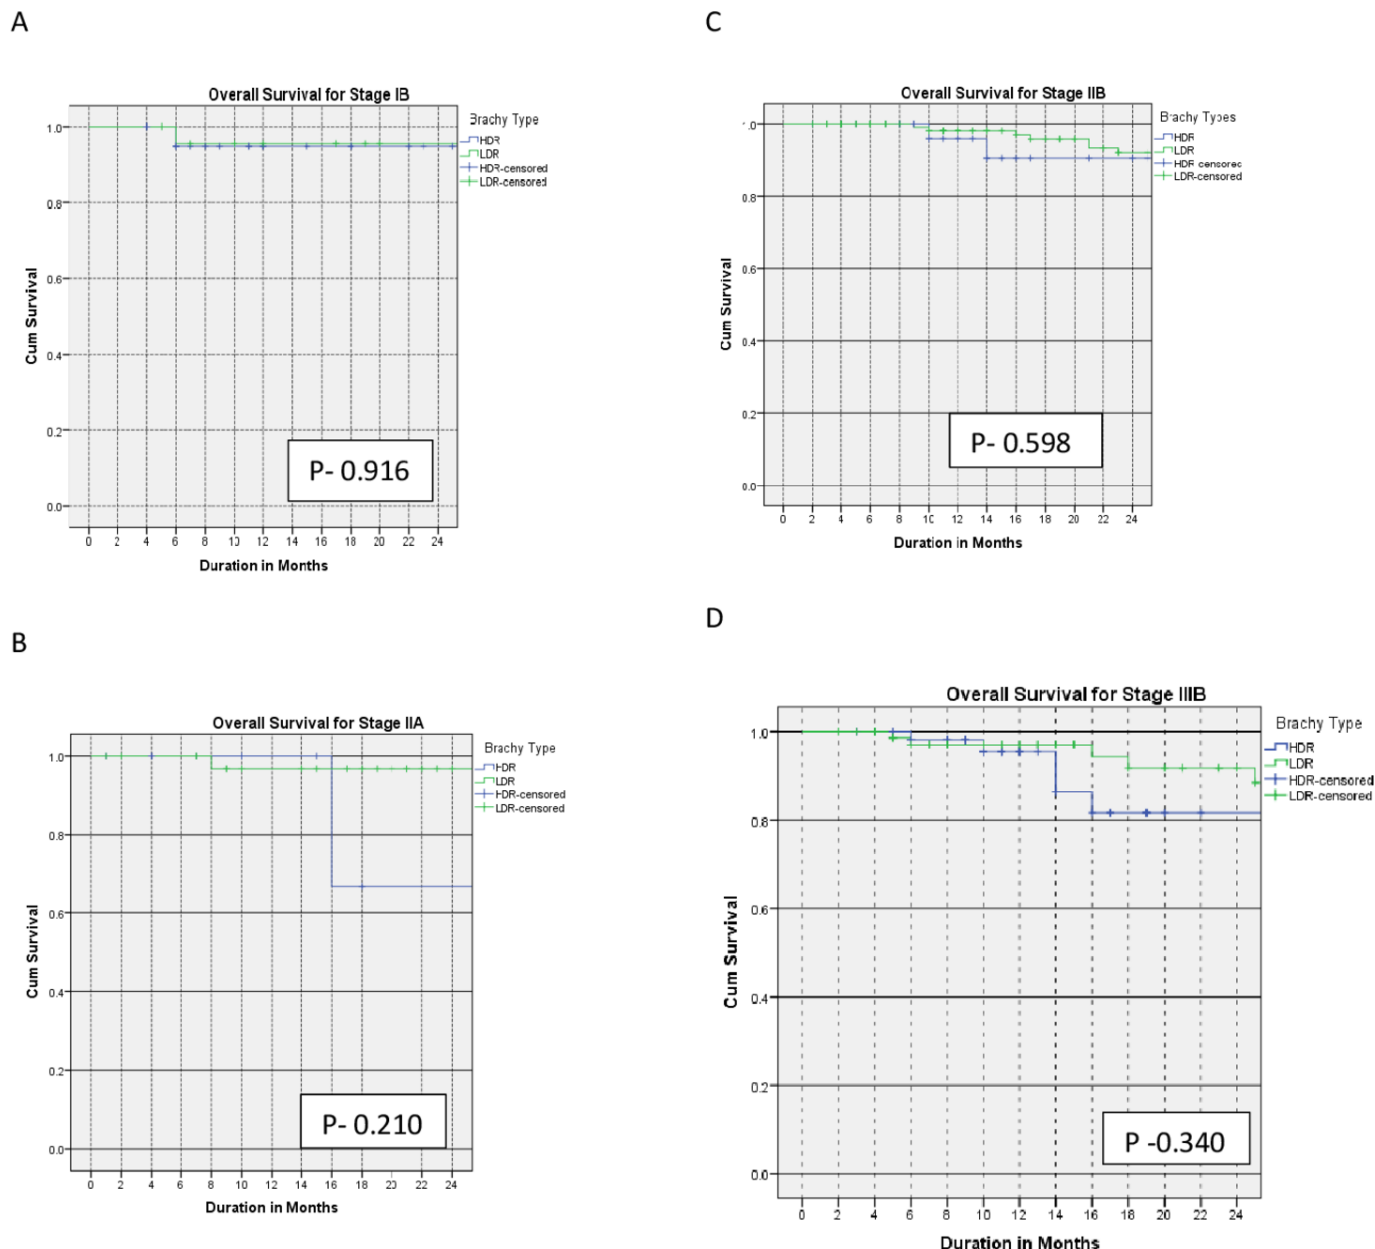 A
Overall Survival for Stage IB
Brachy Type
HDR
LDR
HDR-censored
LDR-censored
Cum Survival
1.0
0.8
0.6
0.4
0.2
0.0
P- 0.916
0 2 4 6 8 10 12 14 16 18 20 22 24
Duration in Months
C
Overall Survival for Stage IIB
Brachy Types
HDR
LDR
HDR-censored
LDR-censored
Cum Survival
1.0
0.8
0.6
0.4
0.2
0.0
P- 0.598
0 2 4 6 8 10 12 14 16 18 20 22 24
Duration in Months
B
Overall Survival for Stage IIA
Brachy Type
HDR
LDR
HDR-censored
LDR-censored
Cum Survival
1.0
0.8
0.6
0.4
0.2
0.0
P- 0.210
0 2 4 6 8 10 12 14 16 18 20 22 24
Duration in Months
D
Overall Survival for Stage IIIB
Brachy Type
HDR
LDR
HDR-censored
LDR-censored
Cum Survival
1.0
0.8
0.6
0.4
0.2
0.0
P -0.340
0 2 4 6 8 10 12 14 16 18 20 22 24
Duration in Months